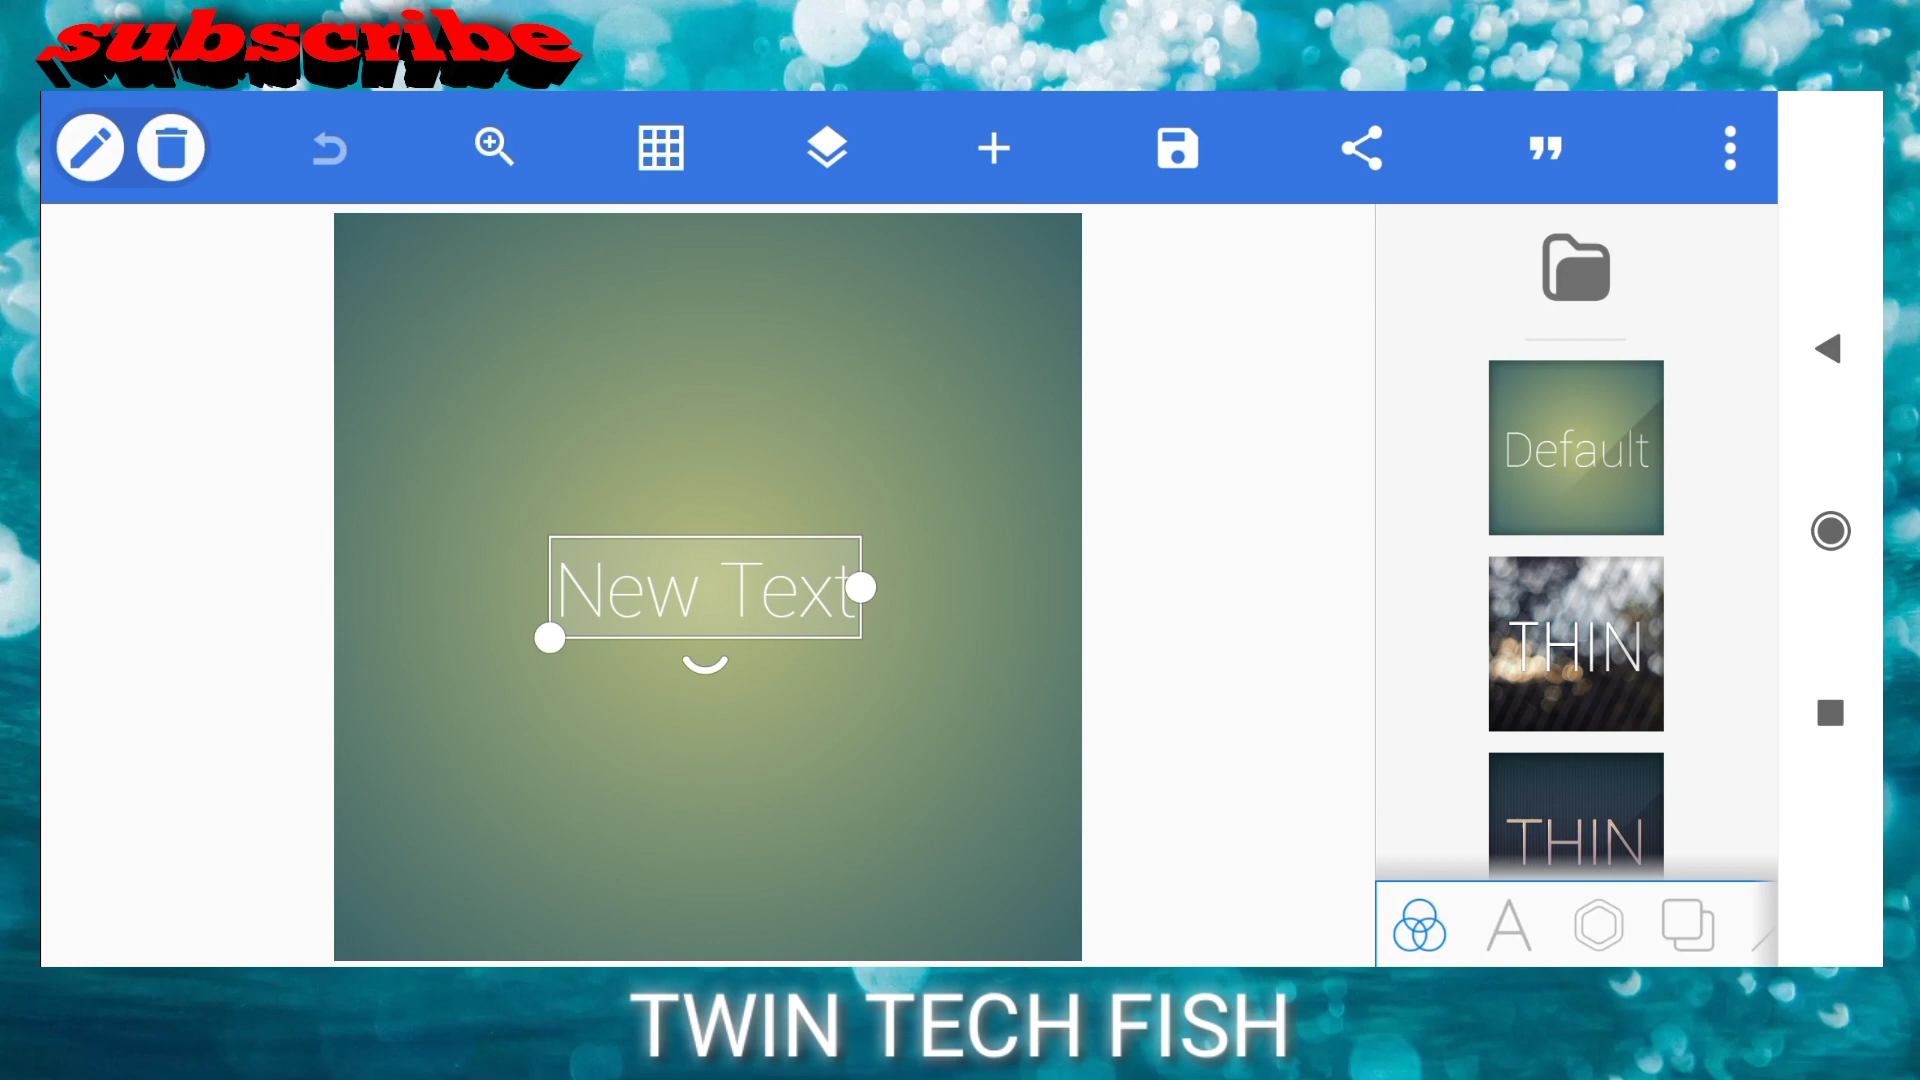 subscribe
New Text
Default
THIN
THIN
TWIN TECH FISH